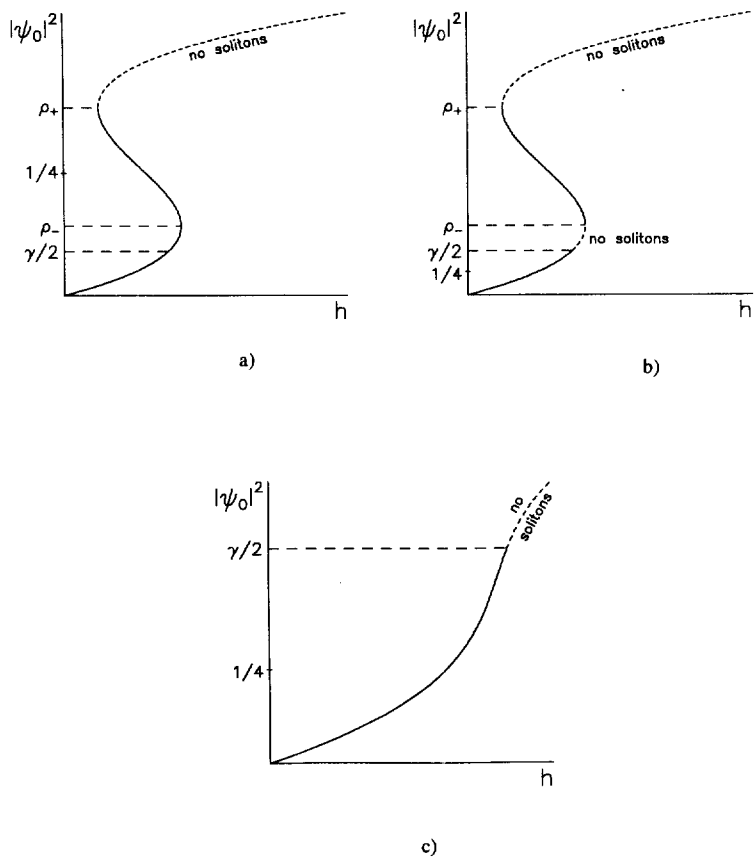 |ψ₀|²
no solitons
ρ₊
1/4
ρ₋
γ/2
h
a)
|ψ₀|²
no solitons
ρ₊
ρ₋
no solitons
γ/2
1/4
h
b)
|ψ₀|²
no
solitons
γ/2
1/4
h
c)